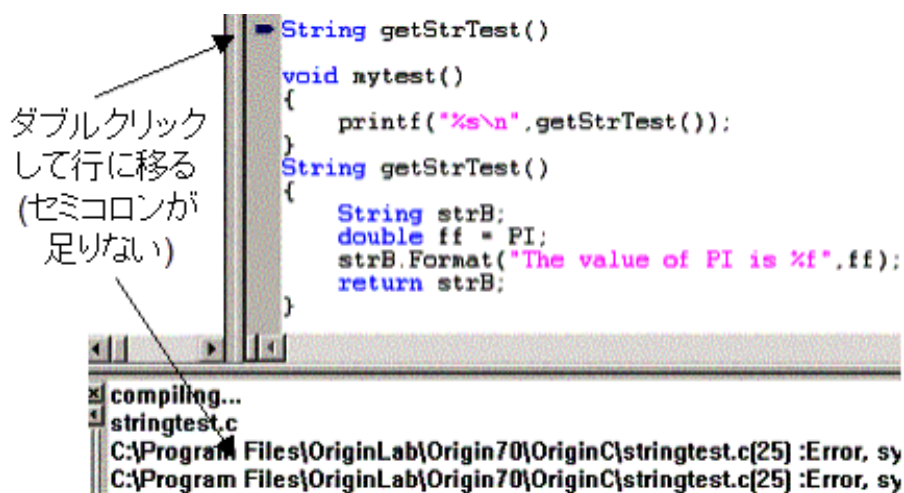 String getStrTest()
void mytest()
{
printf("%s\n",getStrTest());
}
String getStrTest()
{
String strB;
double ff = PI;
strB.Format("The value of PI is %f",ff);
return strB;
}
ダブルクリック
して行に移る
(セミコロンが
足りない)
compiling...
stringtest.c
C:\Program Files\OriginLab\Origin70\OriginC\stringtest.c(25) :Error, sy
C:\Program Files\OriginLab\Origin70\OriginC\stringtest.c(25) :Error, sy